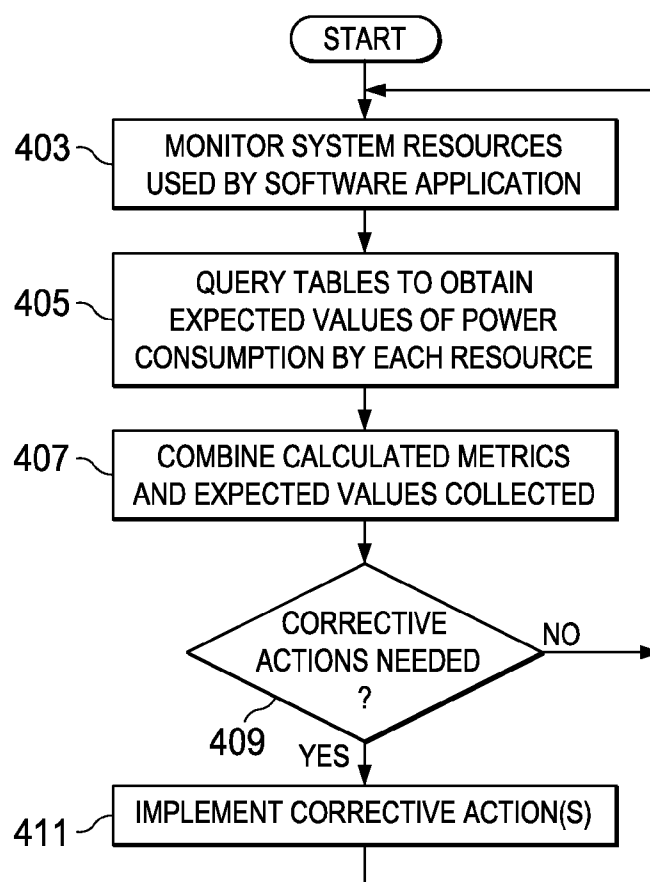 START
403
MONITOR SYSTEM RESOURCES
USED BY SOFTWARE APPLICATION
405
QUERY TABLES TO OBTAIN
EXPECTED VALUES OF POWER
CONSUMPTION BY EACH RESOURCE
407
COMBINE CALCULATED METRICS
AND EXPECTED VALUES COLLECTED
CORRECTIVE
ACTIONS NEEDED
?
NO
409
YES
411
IMPLEMENT CORRECTIVE ACTION(S)